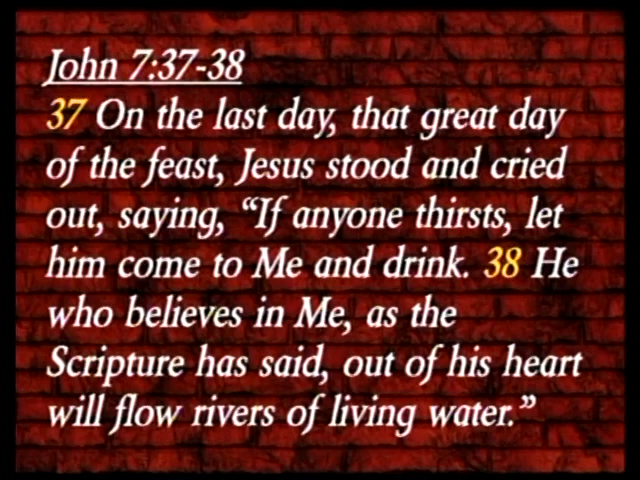 John 7:37-38
37 On the last day, that great day
of the feast, Jesus stood and cried
out, saying, “If anyone thirsts, let
him come to Me and drink. 38 He
who believes in Me, as the
Scripture has said, out of his heart
will flow rivers of living water.”